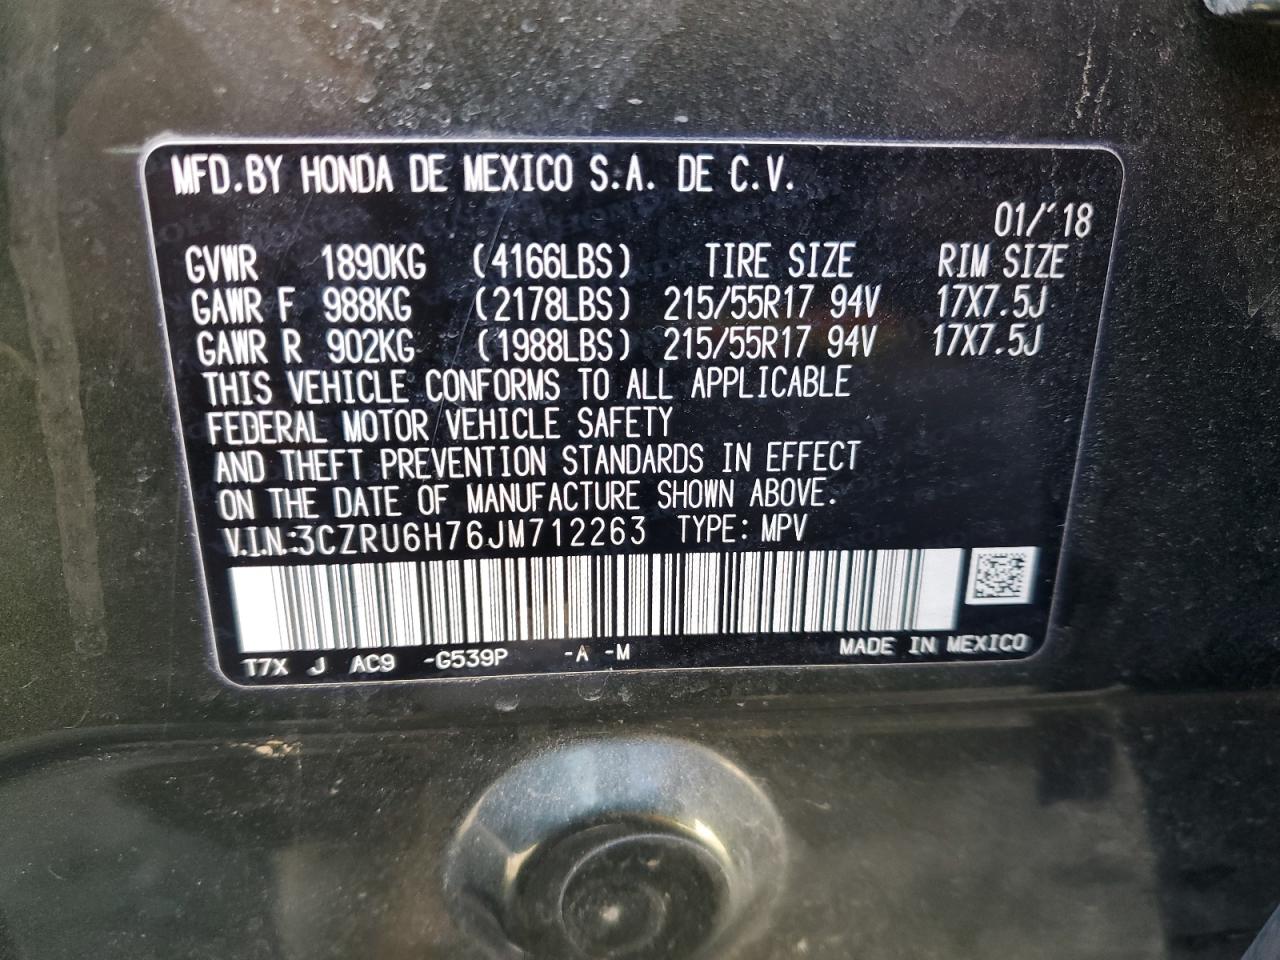 MFD.BY HONDA DE MEXICO S.A. DE C.V.
01/'18
GVWR 1890KG (4166LBS) TIRE SIZE RIM SIZE
GAWR F 988KG (2178LBS) 215/55R17 94V 17X7.5J
GAWR R 902KG (1988LBS) 215/55R17 94V 17X7.5J
THIS VEHICLE CONFORMS TO ALL APPLICABLE
FEDERAL MOTOR VEHICLE SAFETY
AND THEFT PREVENTION STANDARDS IN EFFECT
ON THE DATE OF MANUFACTURE SHOWN ABOVE.
V.I.N.:3CZRU6H76JM712263 TYPE: MPV
T7X J AC9 -G539P -A -M MADE IN MEXICO